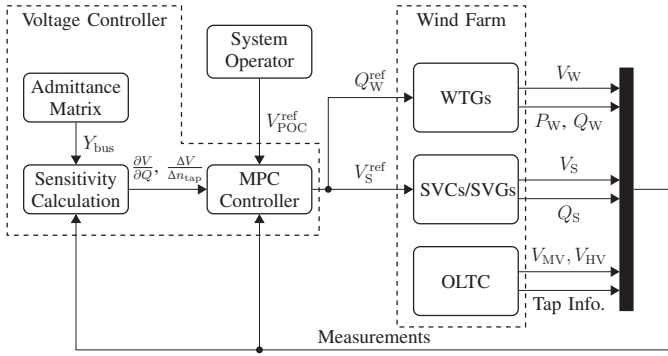 Voltage Controller
System
Operator
Wind Farm
Admittance
Matrix
Y_bus
V_POC^ref
Q_W^ref
WTGs
V_W
P_W, Q_W
Sensitivity
Calculation
∂V/∂Q, ΔV/Δn_tap
MPC
Controller
V_S^ref
SVCs/SVGs
V_S
Q_S
OLTC
V_MV, V_HV
Tap Info.
Measurements